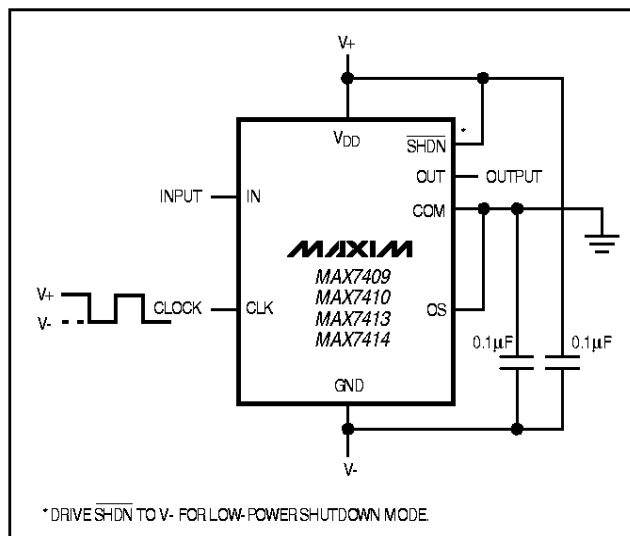 V+
VDD
SHDN
*
OUT
OUTPUT
INPUT
IN
COM
MAXIM
MAX7409
MAX7410
MAX7413
MAX7414
V+
V-
CLOCK
CLK
OS
0.1µF
0.1µF
GND
V-
* DRIVE SHDN TO V- FOR LOW-POWER SHUTDOWN MODE.